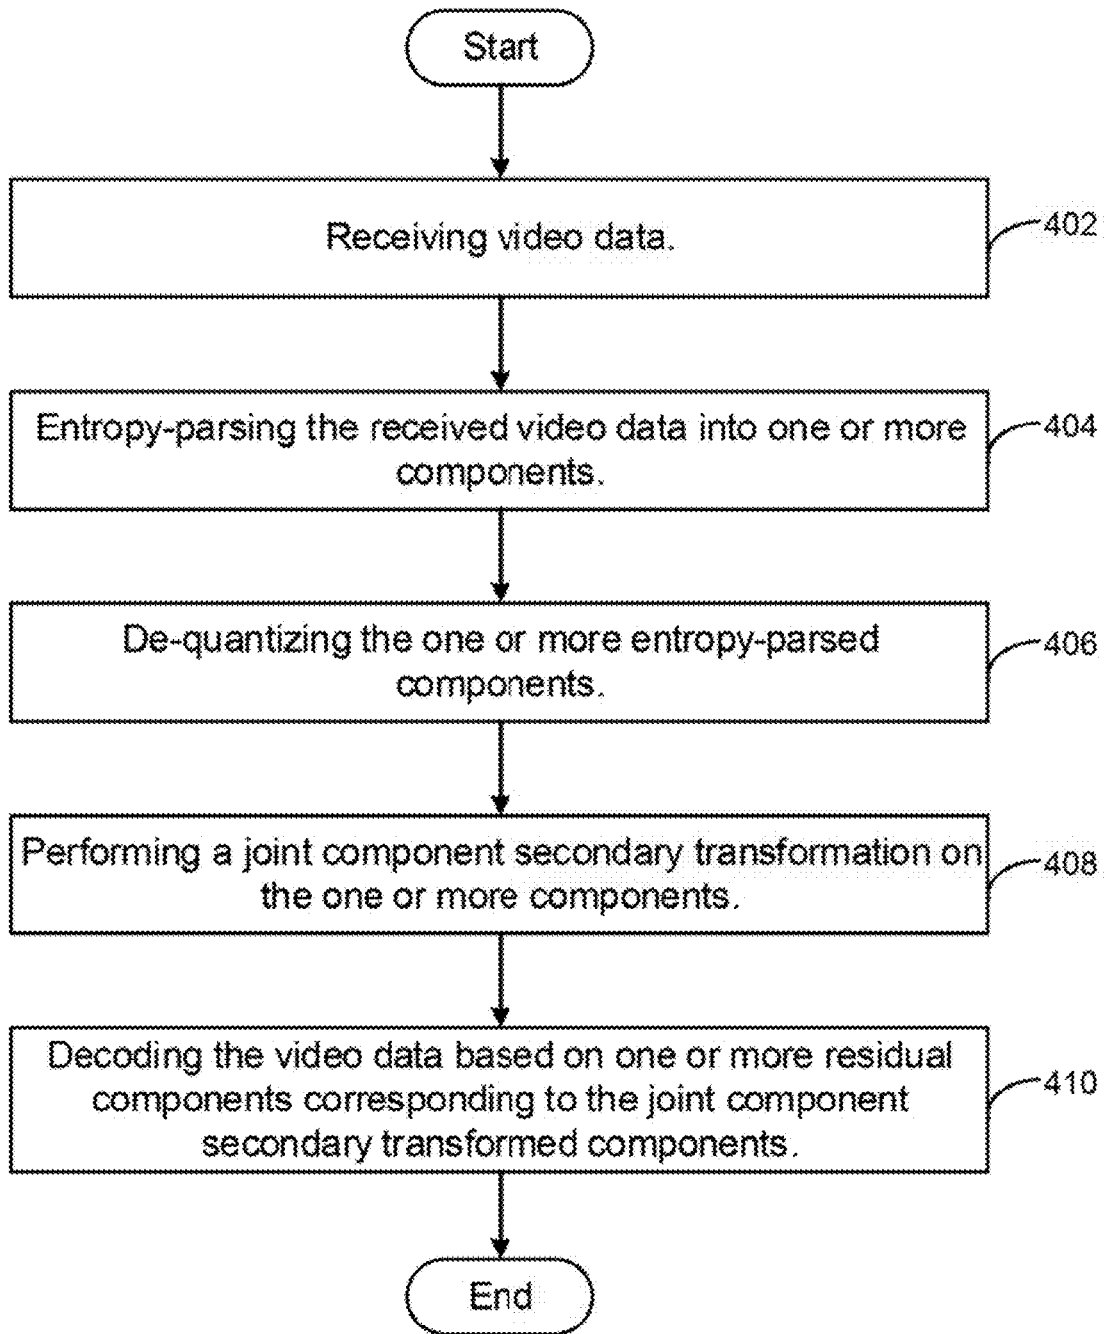 Start
Receiving video data.
402
Entropy-parsing the received video data into one or more
components.
404
De-quantizing the one or more entropy-parsed
components.
406
Performing a joint component secondary transformation on
the one or more components.
408
Decoding the video data based on one or more residual
components corresponding to the joint component
secondary transformed components.
410
End